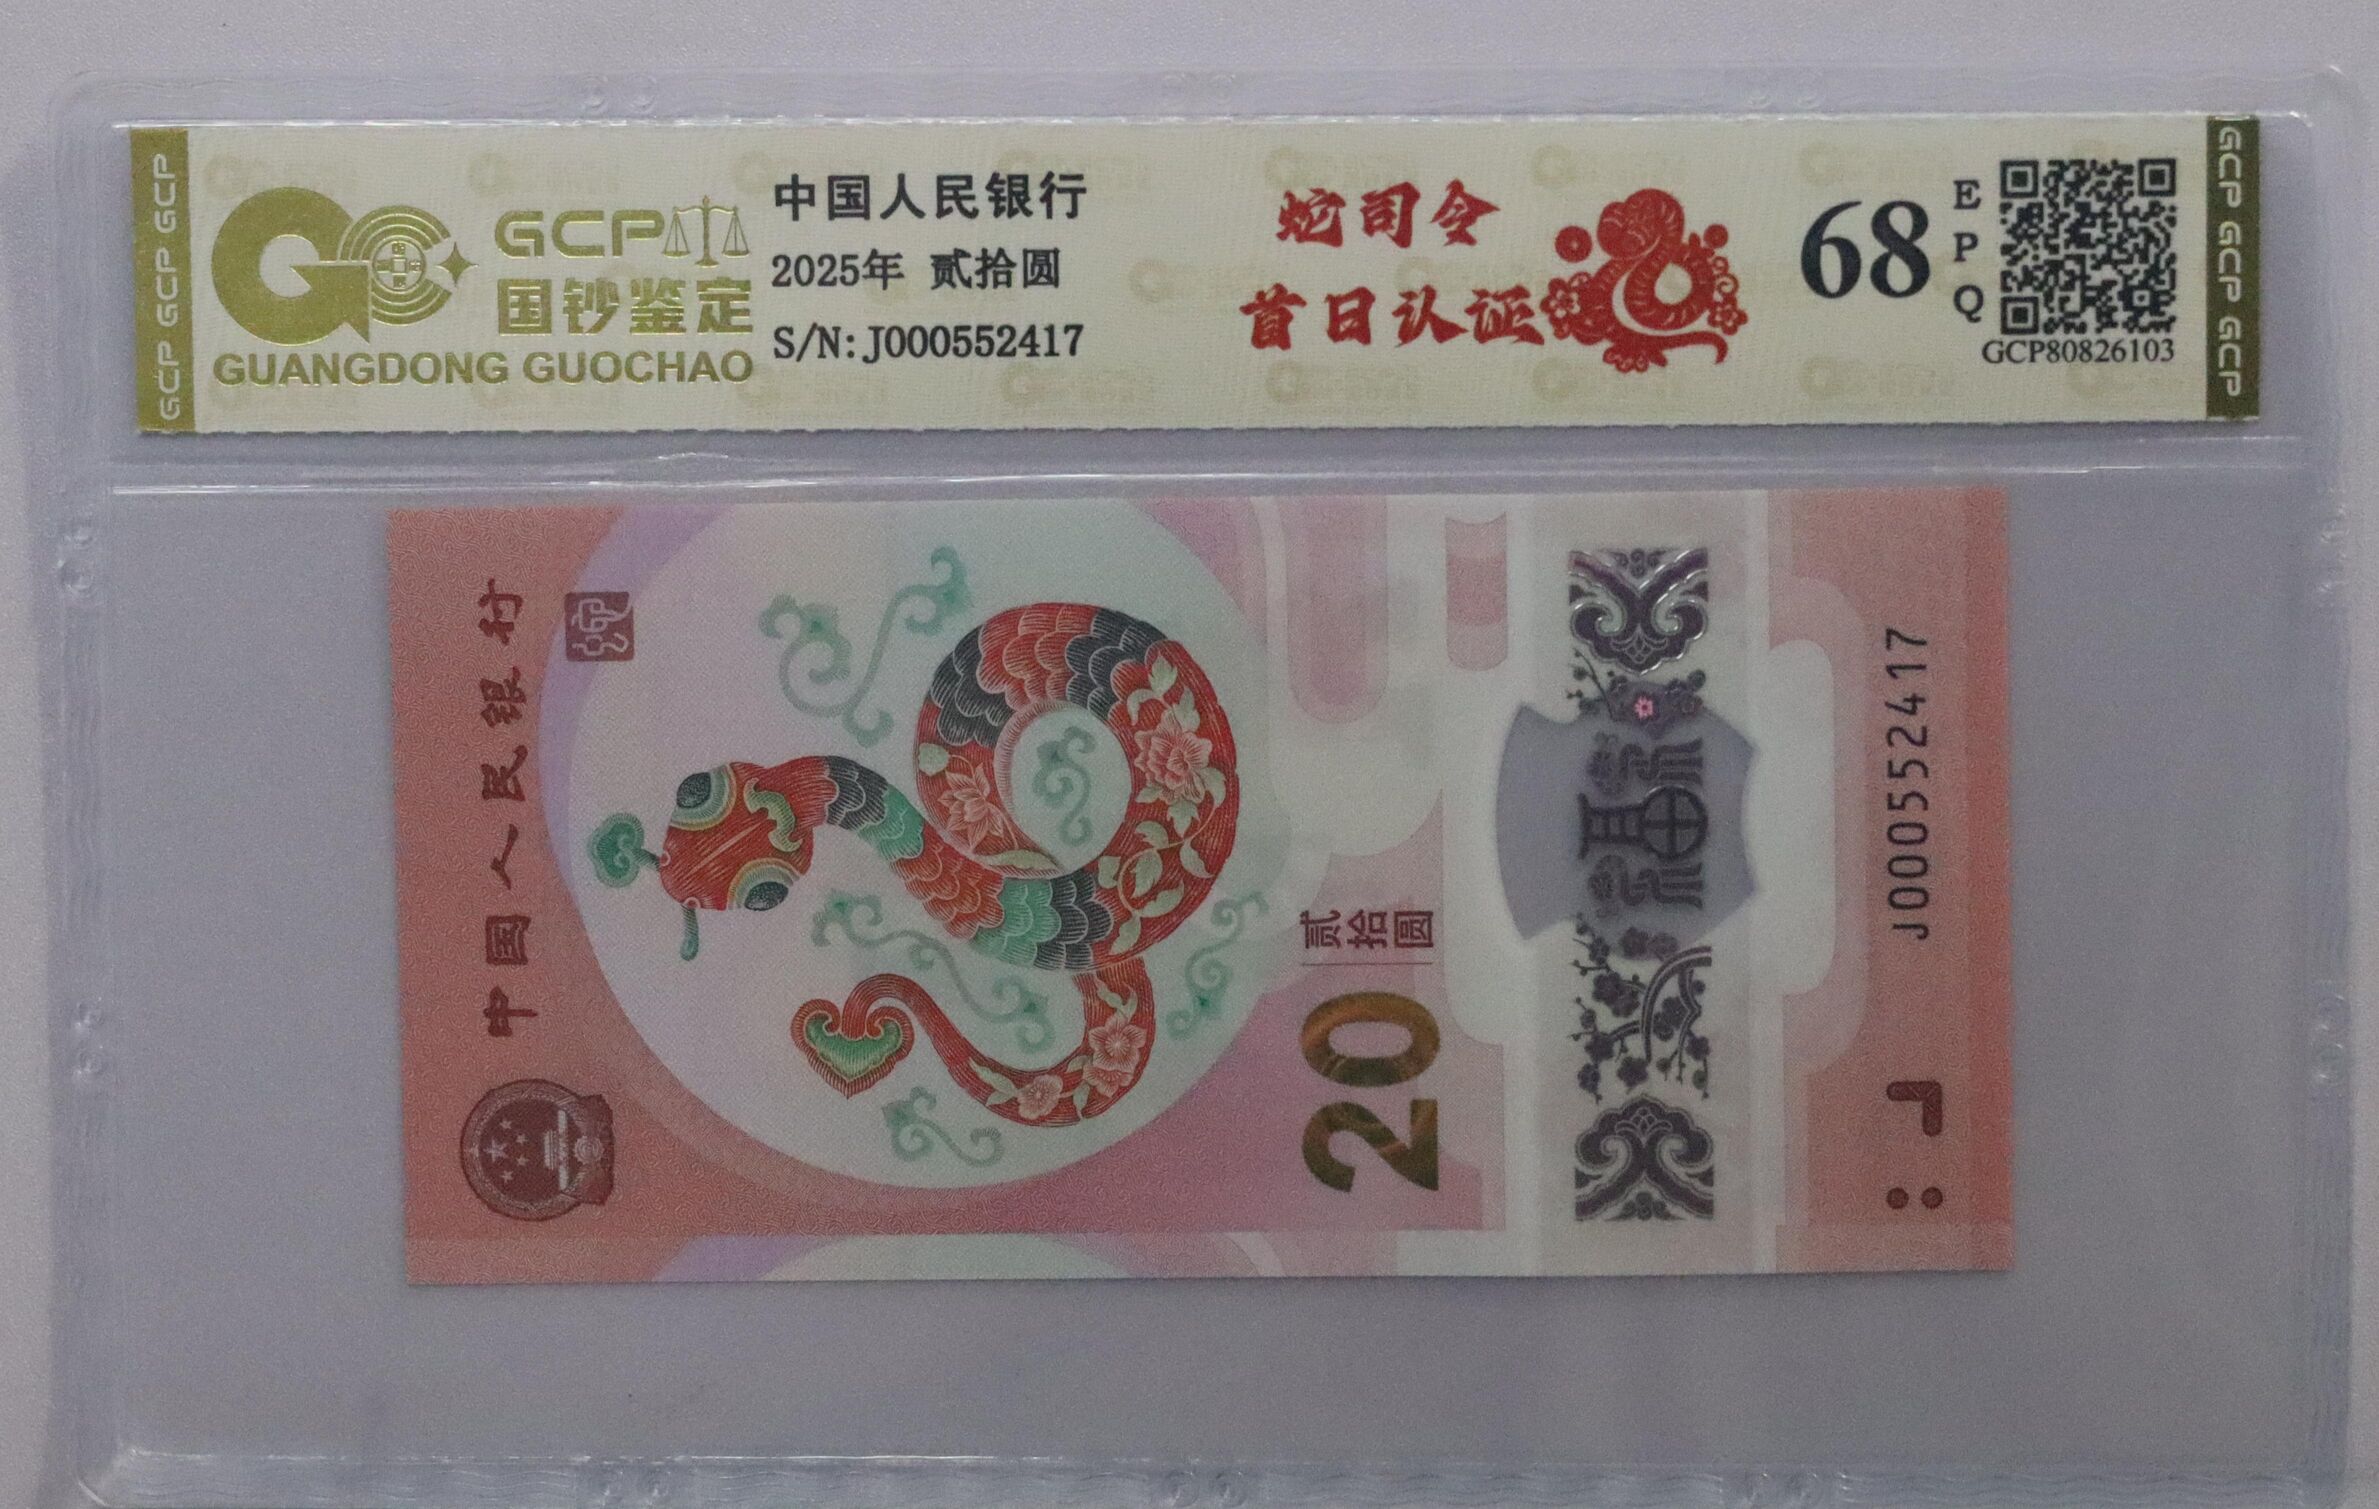 GCP GCP GCP
GCP
国钞鉴定
GUANGDONG GUOCHAO
中国人民银行
2025年 贰拾圆
S/N: J000552417
蛇司令
首日认证
68
EPQ
GCP80826103
GCP GCP GCP
中国人民银行
20
贰拾圆
福
J000552417